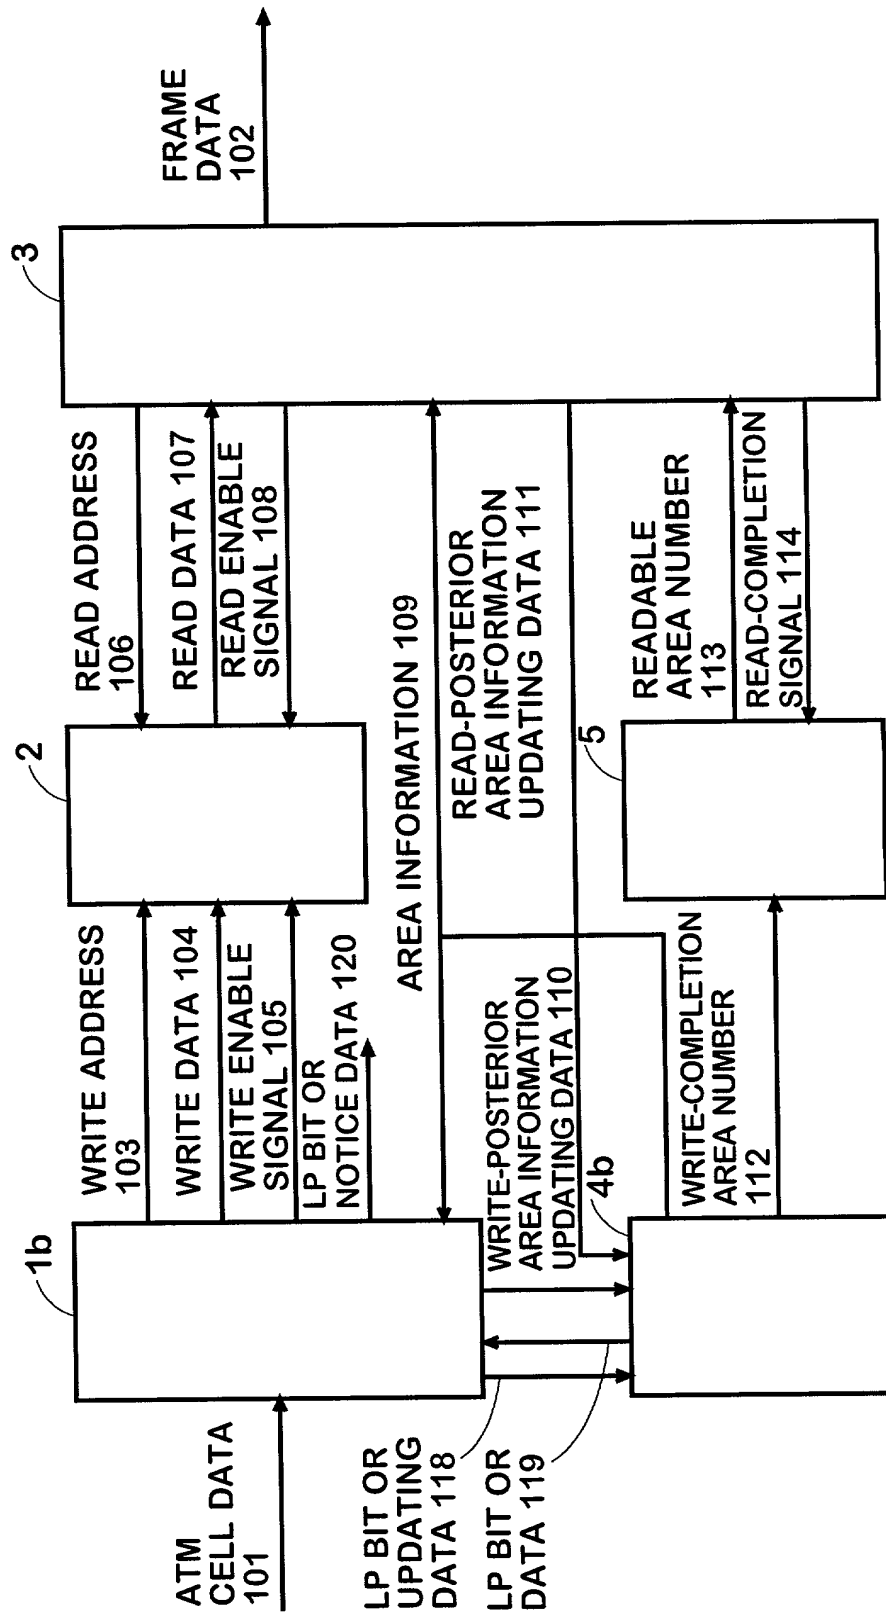 ATM
CELL DATA
101
LP BIT OR
UPDATING
DATA 118
LP BIT OR
DATA 119
1b
WRITE ADDRESS
103
WRITE DATA 104
WRITE ENABLE
SIGNAL 105
LP BIT OR
NOTICE DATA 120
WRITE-POSTERIOR
AREA INFORMATION
UPDATING DATA 110
4b
WRITE-COMPLETION
AREA NUMBER
112
2
AREA INFORMATION 109
READ-POSTERIOR
AREA INFORMATION
UPDATING DATA 111
5
READ ADDRESS
106
READ DATA 107
READ ENABLE
SIGNAL 108
READABLE
AREA NUMBER
113
READ-COMPLETION
SIGNAL 114
3
FRAME
DATA
102